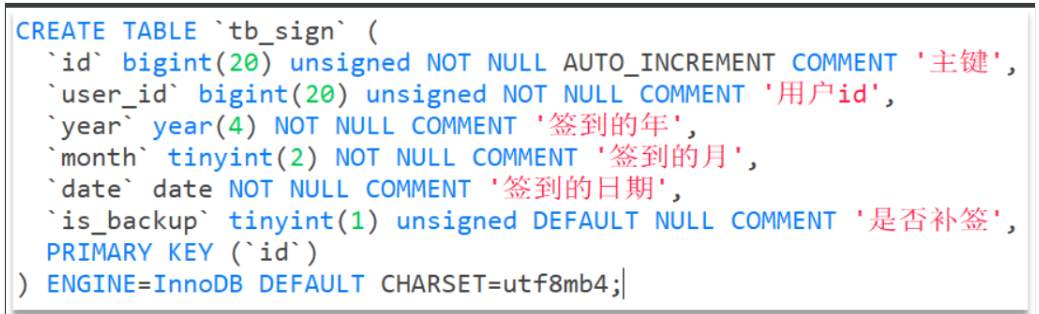 CREATE TABLE `tb_sign` (
  `id` bigint(20) unsigned NOT NULL AUTO_INCREMENT COMMENT '主键',
  `user_id` bigint(20) unsigned NOT NULL COMMENT '用户id',
  `year` year(4) NOT NULL COMMENT '签到的年',
  `month` tinyint(2) NOT NULL COMMENT '签到的月',
  `date` date NOT NULL COMMENT '签到的日期',
  `is_backup` tinyint(1) unsigned DEFAULT NULL COMMENT '是否补签',
  PRIMARY KEY (`id`)
) ENGINE=InnoDB DEFAULT CHARSET=utf8mb4;